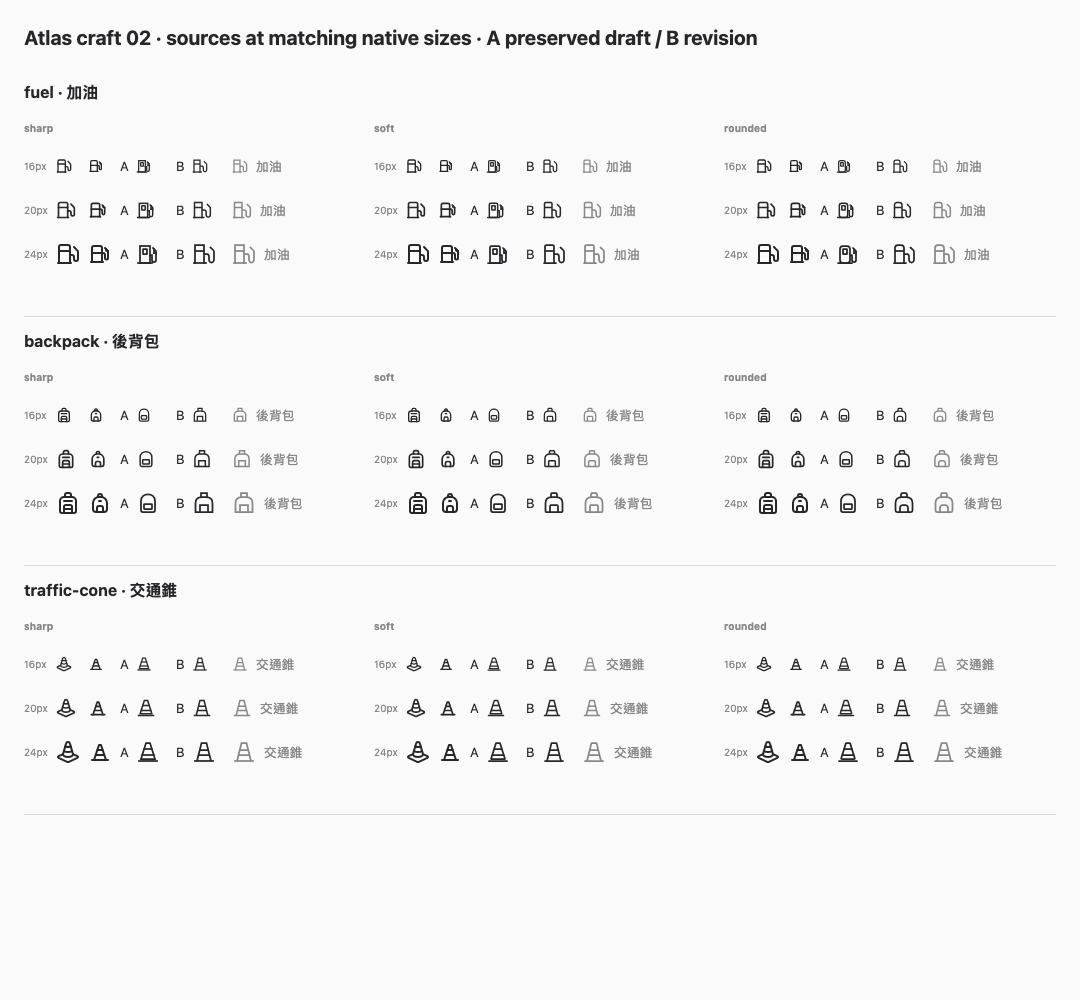 Atlas craft 02 · sources at matching native sizes · A preserved draft / B revision
fuel · 加油
sharp soft rounded
16px A B 加油 16px A B 加油 16px A B 加油
20px A B 加油 20px A B 加油 20px A B 加油
24px A B 加油 24px A B 加油 24px A B 加油
backpack · 後背包
sharp soft rounded
16px A B 後背包 16px A B 後背包 16px A B 後背包
20px A B 後背包 20px A B 後背包 20px A B 後背包
24px A B 後背包 24px A B 後背包 24px A B 後背包
traffic-cone · 交通錐
sharp soft rounded
16px A B 交通錐 16px A B 交通錐 16px A B 交通錐
20px A B 交通錐 20px A B 交通錐 20px A B 交通錐
24px A B 交通錐 24px A B 交通錐 24px A B 交通錐